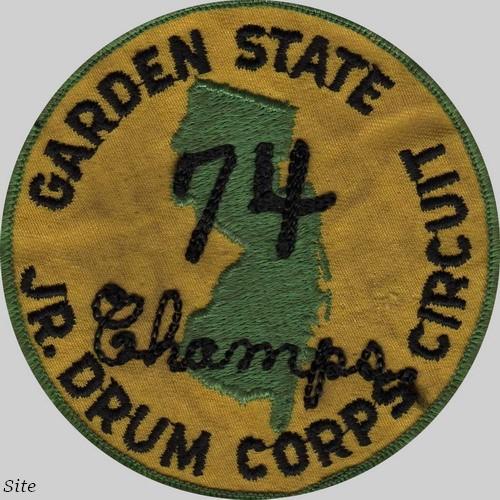 GARDEN STATE CIRCUIT
74
Champs
JR. DRUM CORPS
Site